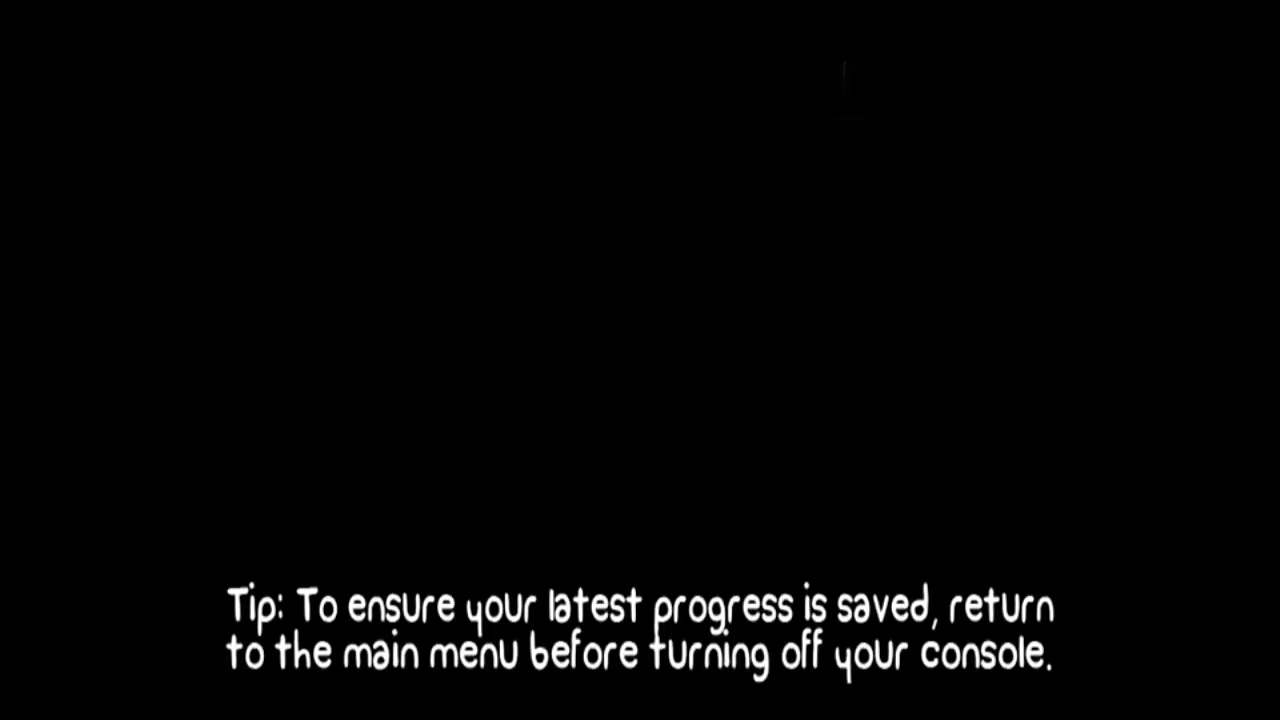 Tip: To ensure your latest progress is saved, return
to the main menu before turning off your console.